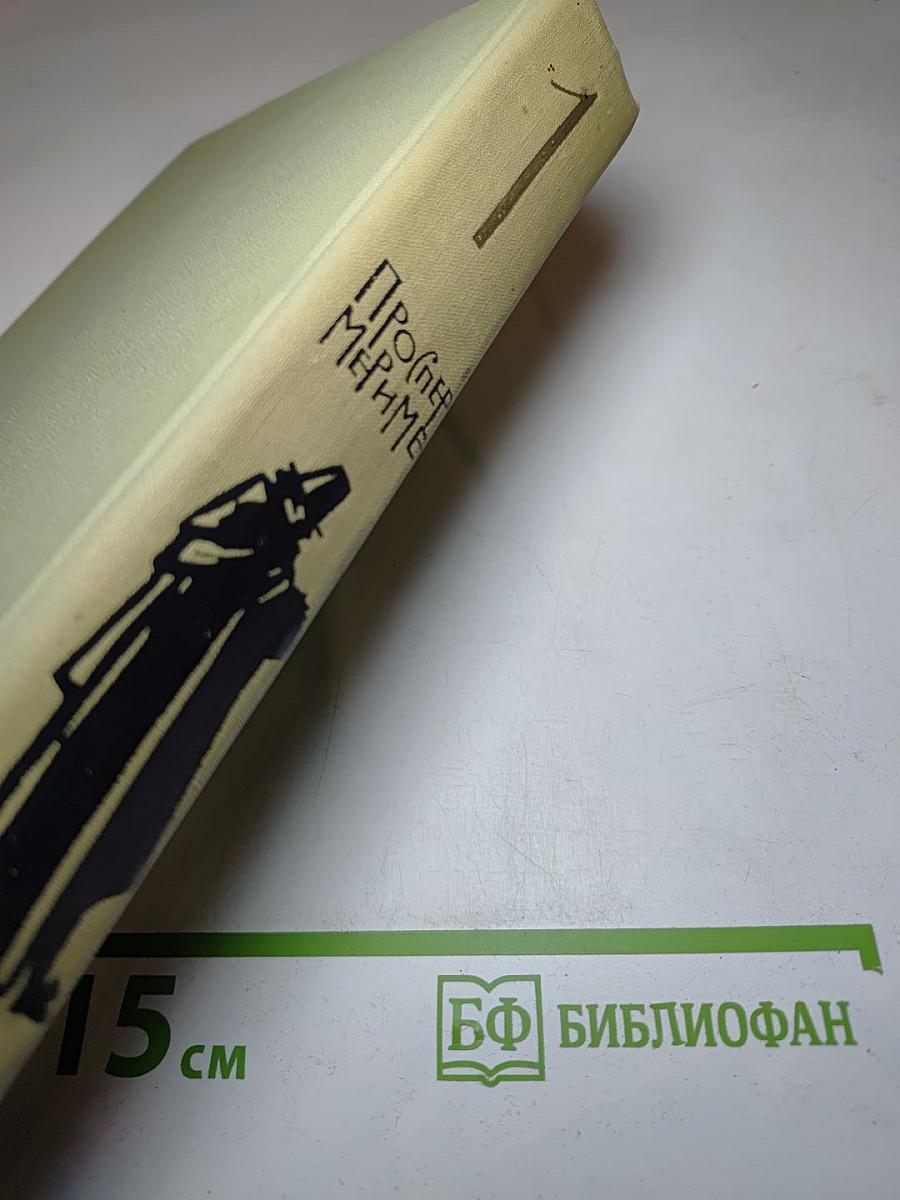 1
Проспер
Мериме
15 см
БФ БИБЛИОФАН